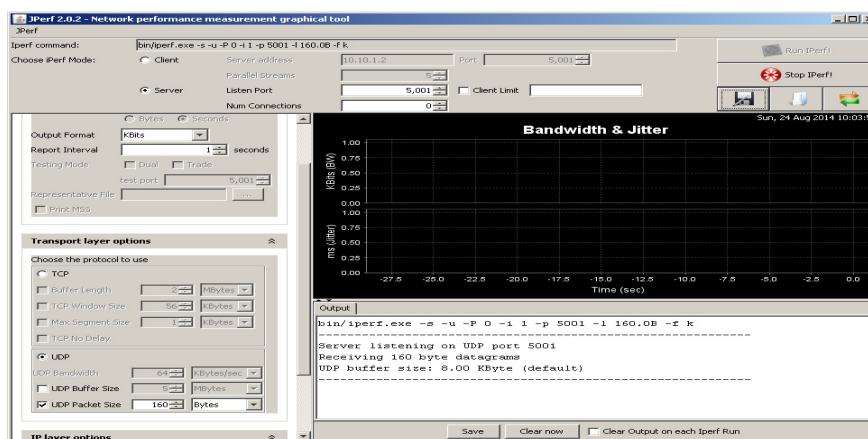 JPerf 2.0.2 - Network performance measurement graphical tool
JPerf
Iperf command: bin/iperf.exe -s -u -P 0 -i 1 -p 5001 -l 160.0B -f k
Choose iPerf Mode: Client Server address 10.10.1.2 Port 5,001
Parallel Streams 5
Server Listen Port 5,001 Client Limit
Num Connections 0
Run IPerf!
Stop IPerf!
Bytes Seconds
Output Format KBits
Report Interval 1 seconds
Testing Mode Dual Trade
test port 5,001
Representative File ...
Print MSS
Transport layer options
Choose the protocol to use
TCP
Buffer Length 2 MBytes
TCP Window Size 56 KBytes
Max Segment Size 1 KBytes
TCP No Delay
UDP
UDP Bandwidth 64 KBytes/sec
UDP Buffer Size 5 MBytes
UDP Packet Size 160 Bytes
IP layer options
Sun, 24 Aug 2014 10:03:5
Bandwidth & Jitter
KBits (BW)
1.00
0.75
0.50
0.25
0.00
ms (Jitter)
1.00
0.75
0.50
0.25
0.00
-27.5 -25.0 -22.5 -20.0 -17.5 -15.0 -12.5 -10.0 -7.5 -5.0 -2.5 0.0
Time (sec)
Output
bin/iperf.exe -s -u -P 0 -i 1 -p 5001 -l 160.0B -f k
------------------------------------------------------------
Server listening on UDP port 5001
Receiving 160 byte datagrams
UDP buffer size: 8.00 KByte (default)
------------------------------------------------------------
Save Clear now Clear Output on each Iperf Run